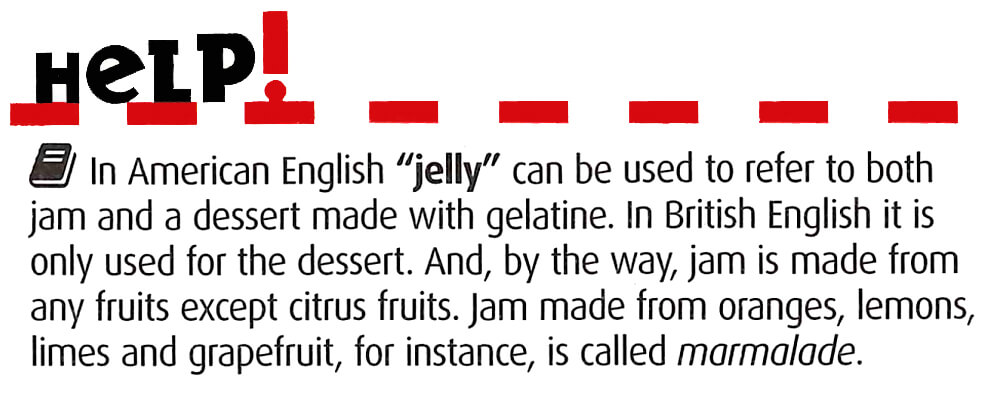 HeLP!
In American English “jelly” can be used to refer to both
jam and a dessert made with gelatine. In British English it is
only used for the dessert. And, by the way, jam is made from
any fruits except citrus fruits. Jam made from oranges, lemons,
limes and grapefruit, for instance, is called marmalade.